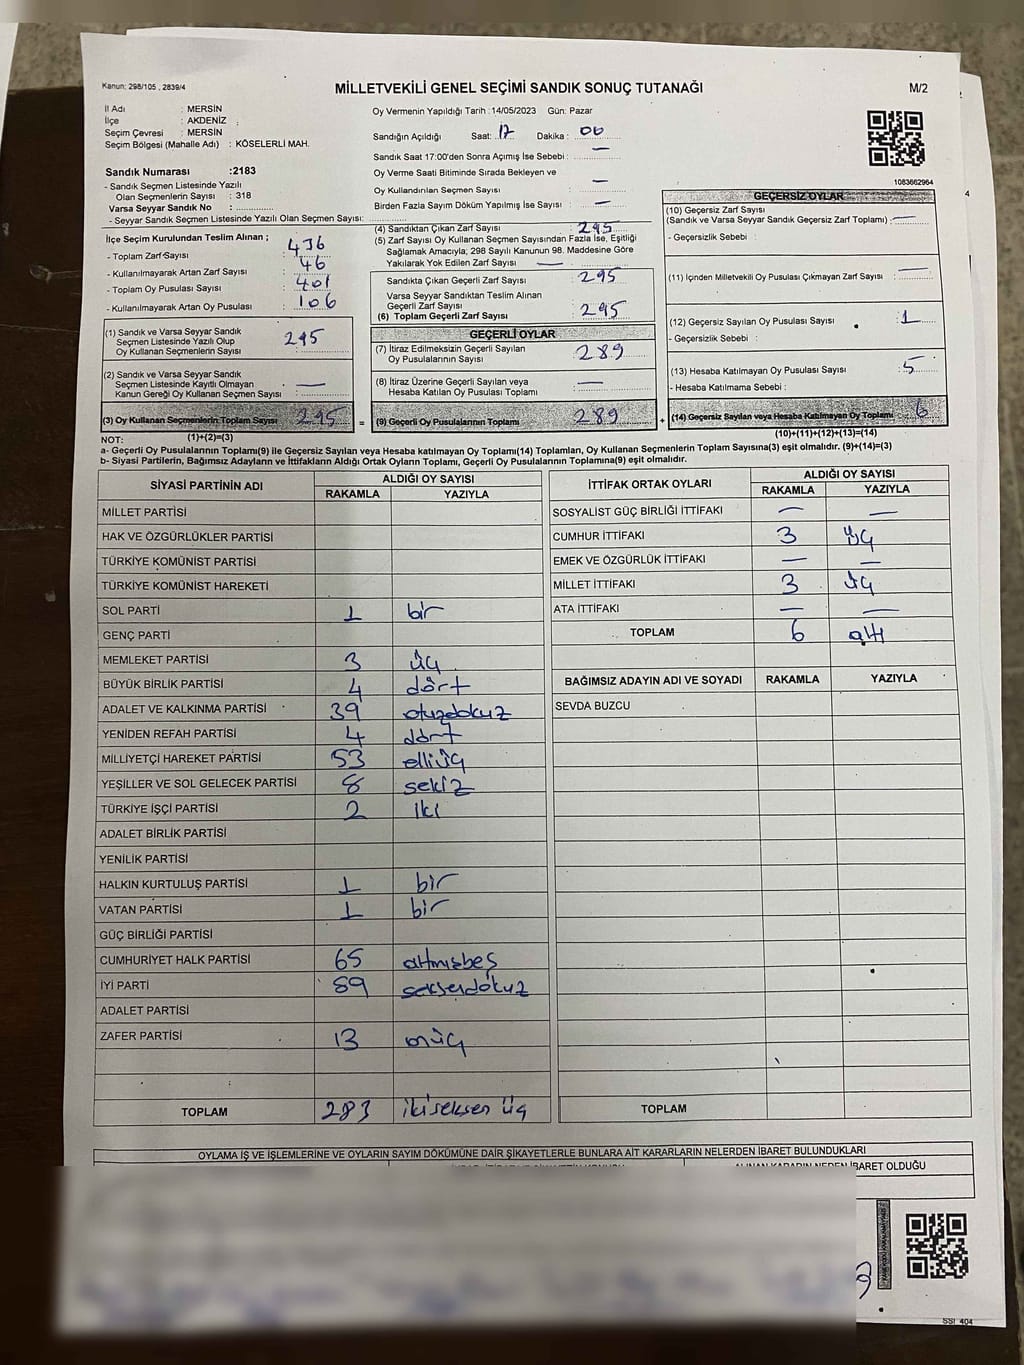 Kanun: 298/105 , 2839/4
MİLLETVEKİLİ GENEL SEÇİMİ SANDIK SONUÇ TUTANAĞI
M/2
İl Adı : MERSİN
İlçe : AKDENİZ
Seçim Çevresi : MERSİN
Seçim Bölgesi (Mahalle Adı) : KÖSELERLİ MAH.
Sandık Numarası :2183
- Sandık Seçmen Listesinde Yazılı
Olan Seçmenlerin Sayısı : 318
Varsa Seyyar Sandık No :
- Seyyar Sandık Seçmen Listesinde Yazılı Olan Seçmen Sayısı:
Oy Vermenin Yapıldığı Tarih : 14/05/2023 Gün: Pazar
Sandığın Açıldığı Saat: 17 Dakika : 06
Sandık Saat 17:00'den Sonra Açımış İse Sebebi : —
Oy Verme Saati Bitiminde Sırada Bekleyen ve
Oy Kullandırılan Seçmen Sayısı : —
Birden Fazla Sayım Döküm Yapılmış İse Sayısı : —
1083662964
İlçe Seçim Kurulundan Teslim Alınan ;
- Toplam Zarf Sayısı : 436
- Kullanılmayarak Artan Zarf Sayısı : 46
- Toplam Oy Pusulası Sayısı : 401
- Kullanılmayarak Artan Oy Pusulası : 106
(1) Sandık ve Varsa Seyyar Sandık
Seçmen Listesinde Yazılı Olup
Oy Kullanan Seçmenlerin Sayısı : 295
(2) Sandık ve Varsa Seyyar Sandık
Seçmen Listesinde Kayıtlı Olmayan
Kanun Gereği Oy Kullanan Seçmen Sayısı : —
(3) Oy Kullanan Seçmenlerin Toplam Sayısı : 295
(1)+(2)=(3)
(4) Sandıktan Çıkan Zarf Sayısı : 295
(5) Zarf Sayısı Oy Kullanan Seçmen Sayısından Fazla İse, Eşitliği
Sağlamak Amacıyla; 298 Sayılı Kanunun 98. Maddesine Göre
Yakılarak Yok Edilen Zarf Sayısı : —
Sandıkta Çıkan Geçerli Zarf Sayısı : 295
Varsa Seyyar Sandıktan Teslim Alınan
Geçerli Zarf Sayısı :
(6) Toplam Geçerli Zarf Sayısı : 295
GEÇERLİ OYLAR
(7) İtiraz Edilmeksizin Geçerli Sayılan
Oy Pusulalarının Sayısı : 289
(8) İtiraz Üzerine Geçerli Sayılan veya
Hesaba Katılan Oy Pusulası Toplamı : —
= (9) Geçerli Oy Pusulalarının Toplamı : 289
GEÇERSİZ OYLAR
(10) Geçersiz Zarf Sayısı
(Sandık ve Varsa Seyyar Sandık Geçersiz Zarf Toplamı) : —
- Geçersizlik Sebebi :
(11) İçinden Milletvekili Oy Pusulası Çıkmayan Zarf Sayısı : —
(12) Geçersiz Sayılan Oy Pusulası Sayısı : 1
- Geçersizlik Sebebi :
(13) Hesaba Katılmayan Oy Pusulası Sayısı : 5
- Hesaba Katılmama Sebebi :
+ (14) Geçersiz Sayılan veya Hesaba Katılmayan Oy Toplamı : 6
(10)+(11)+(12)+(13)=(14)
NOT:
a- Geçerli Oy Pusulalarının Toplamı(9) ile Geçersiz Sayılan veya Hesaba katılmayan Oy Toplamı(14) Toplamları, Oy Kullanan Seçmenlerin Toplam Sayısına(3) eşit olmalıdır. (9)+(14)=(3)
b- Siyasi Partilerin, Bağımsız Adayların ve İttifakların Aldığı Ortak Oyların Toplamı, Geçerli Oy Pusulalarının Toplamına(9) eşit olmalıdır.
SİYASİ PARTİNİN ADI ALDIĞI OY SAYISI
RAKAMLA YAZIYLA
MİLLET PARTİSİ
HAK VE ÖZGÜRLÜKLER PARTİSİ
TÜRKİYE KOMÜNİST PARTİSİ
TÜRKİYE KOMÜNİST HAREKETİ
SOL PARTİ 1 bir
GENÇ PARTİ
MEMLEKET PARTİSİ 3 üç
BÜYÜK BİRLİK PARTİSİ 4 dört
ADALET VE KALKINMA PARTİSİ 39 otuzdokuz
YENİDEN REFAH PARTİSİ 4 dört
MİLLİYETÇİ HAREKET PARTİSİ 53 elliüç
YEŞİLLER VE SOL GELECEK PARTİSİ 8 sekiz
TÜRKİYE İŞÇİ PARTİSİ 2 iki
ADALET BİRLİK PARTİSİ
YENİLİK PARTİSİ
HALKIN KURTULUŞ PARTİSİ 1 bir
VATAN PARTİSİ 1 bir
GÜÇ BİRLİĞİ PARTİSİ
CUMHURİYET HALK PARTİSİ 65 altmışbeş
İYİ PARTİ 89 seksendokuz
ADALET PARTİSİ
ZAFER PARTİSİ 13 onüç
TOPLAM 283 ikiseksen üç
İTTİFAK ORTAK OYLARI ALDIĞI OY SAYISI
RAKAMLA YAZIYLA
SOSYALİST GÜÇ BİRLİĞİ İTTİFAKI — —
CUMHUR İTTİFAKI 3 üç
EMEK VE ÖZGÜRLÜK İTTİFAKI — —
MİLLET İTTİFAKI 3 üç
ATA İTTİFAKI — —
TOPLAM 6 altı
BAĞIMSIZ ADAYIN ADI VE SOYADI RAKAMLA YAZIYLA
SEVDA BUZCU
TOPLAM
OYLAMA İŞ VE İŞLEMLERİNE VE OYLARIN SAYIM DÖKÜMÜNE DAİR ŞİKAYETLERLE BUNLARA AİT KARARLARIN NELERDEN İBARET BULUNDUKLARI
ALINAN KARARIN NEDEN İBARET OLDUĞU
SSI 404